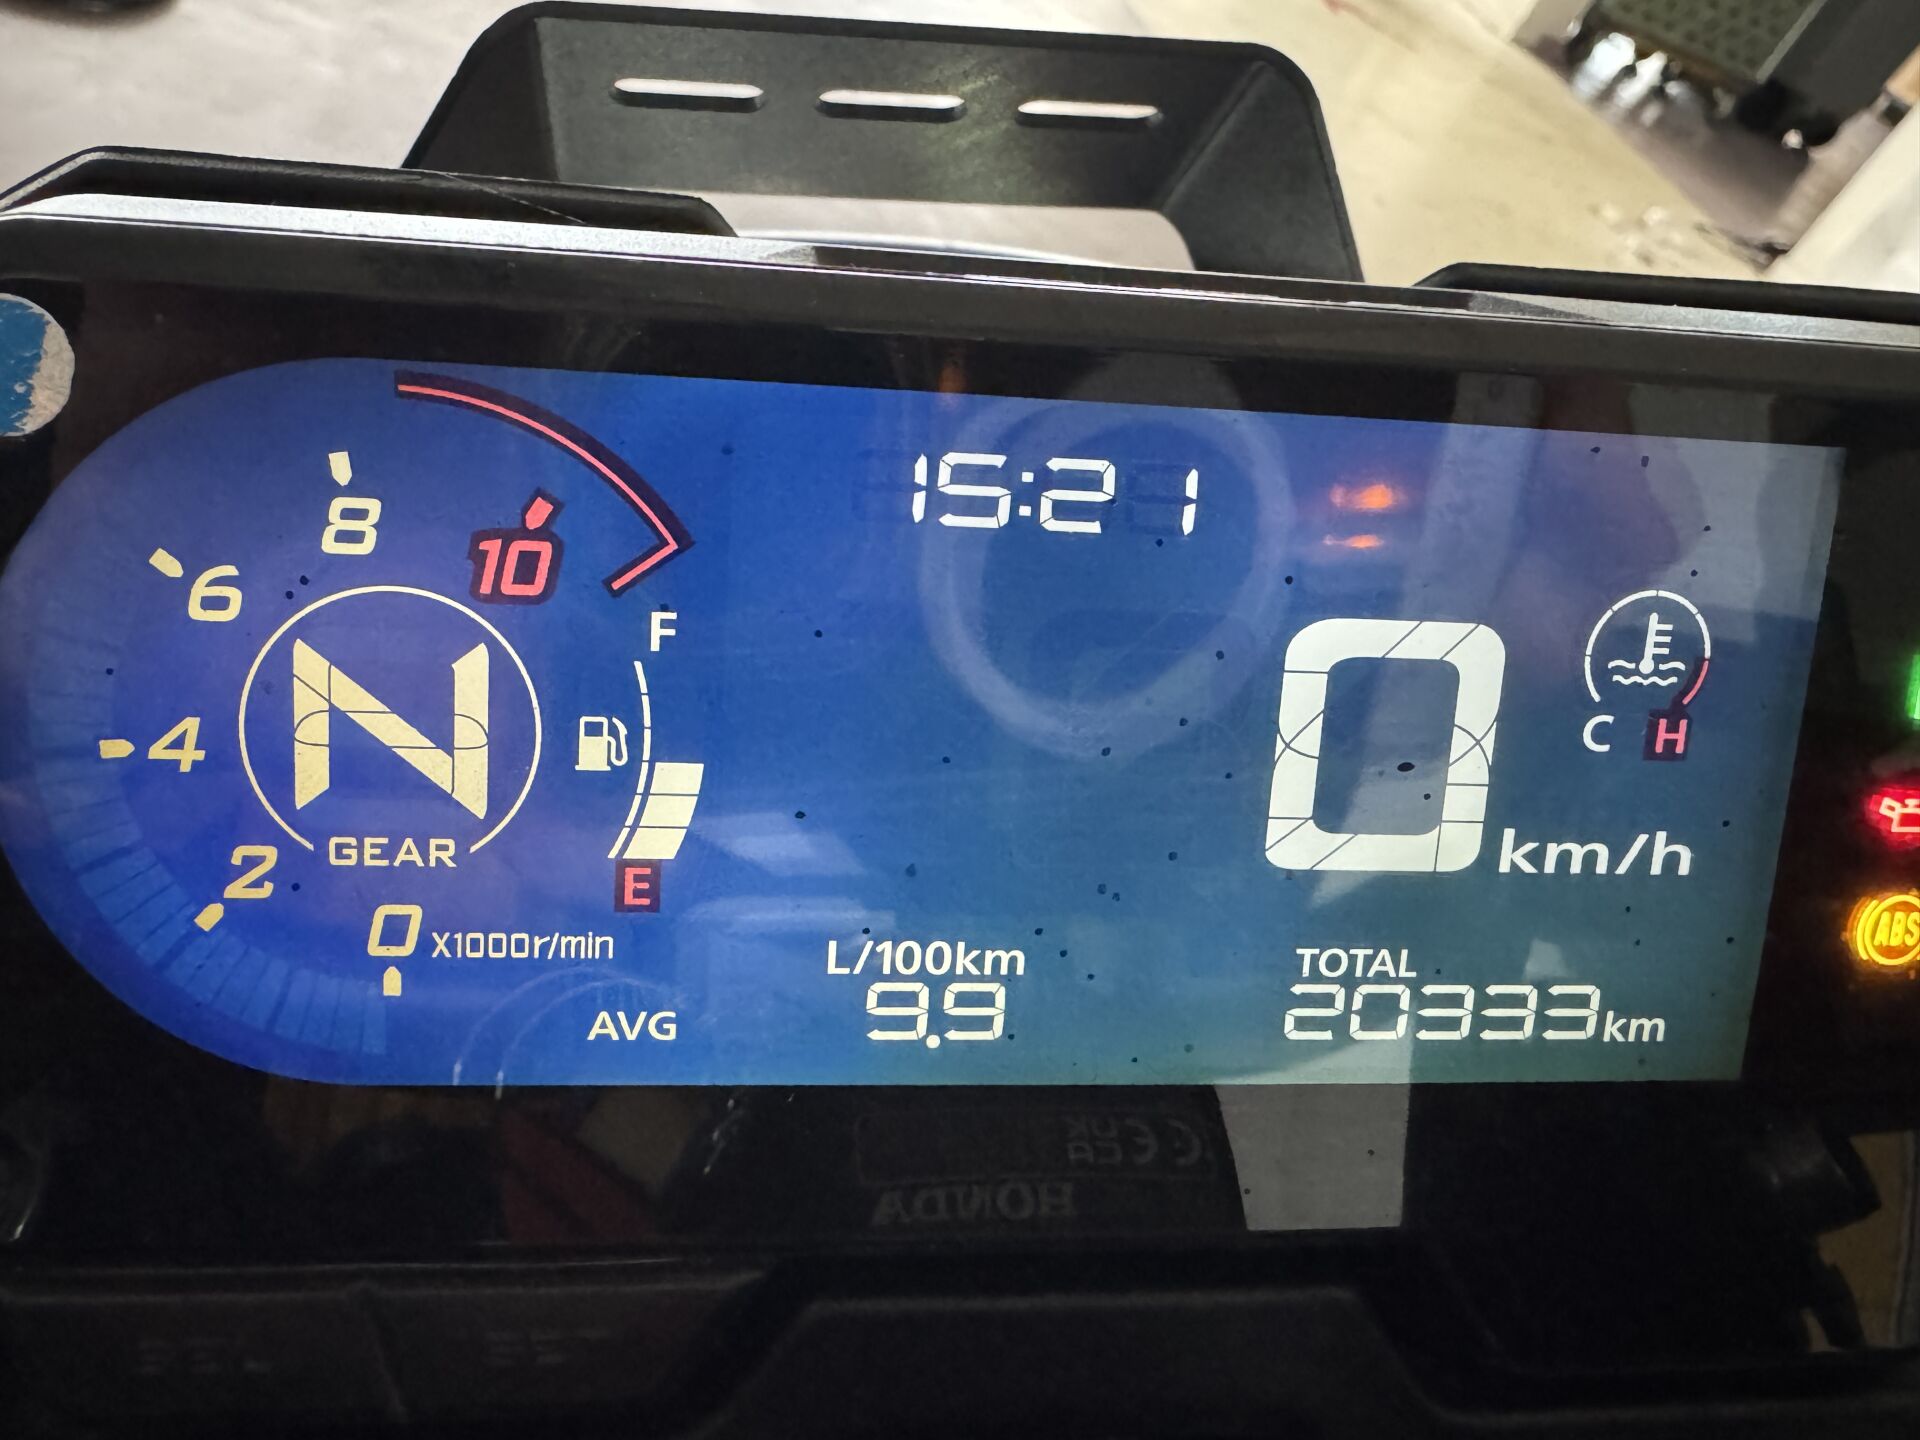 15:21
8
10
6
F
4
N
C H
2
GEAR
0 km/h
E
0 X1000r/min
ABS
L/100km
TOTAL
AVG 9.9
20333km
HONDA